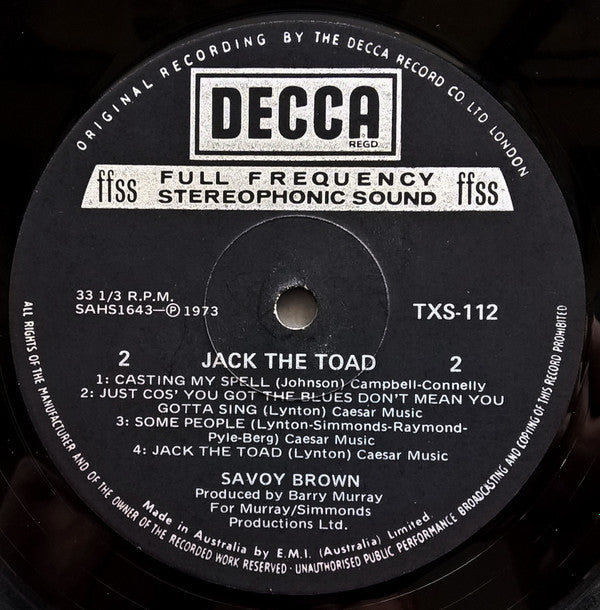 ORIGINAL RECORDING BY THE DECCA RECORD CO LTD LONDON
DECCA
REGD.
ffss FULL FREQUENCY STEREOPHONIC SOUND ffss
33 1/3 R.P.M.
SAHS1643—Ⓟ1973
TXS-112
2 JACK THE TOAD 2
1: CASTING MY SPELL (Johnson) Campbell-Connelly
2: JUST COS' YOU GOT THE BLUES DON'T MEAN YOU
GOTTA SING (Lynton) Caesar Music
3: SOME PEOPLE (Lynton-Simmonds-Raymond-
Pyle-Berg) Caesar Music
4: JACK THE TOAD (Lynton) Caesar Music
SAVOY BROWN
Produced by Barry Murray
For Murray/Simmonds
Productions Ltd.
Made in Australia by E.M.I. (Australia) Limited.
ALL RIGHTS OF THE MANUFACTURER AND OF THE OWNER OF THE RECORDED WORK RESERVED · UNAUTHORISED PUBLIC PERFORMANCE BROADCASTING AND COPYING OF THIS RECORD PROHIBITED